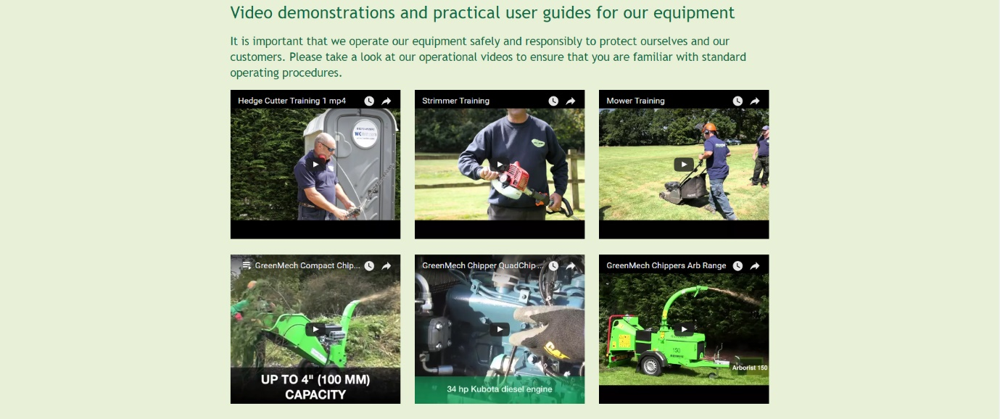 Video demonstrations and practical user guides for our equipment
It is important that we operate our equipment safely and responsibly to protect ourselves and our
customers. Please take a look at our operational videos to ensure that you are familiar with standard
operating procedures.
Hedge Cutter Training 1 mp4
Strimmer Training
Mower Training
GreenMech Compact Chip...
GreenMech Chipper QuadChip ...
GreenMech Chippers Arb Range
CAT
150
Arborist 150
UP TO 4" (100 MM)
CAPACITY
34 hp Kubota diesel engine